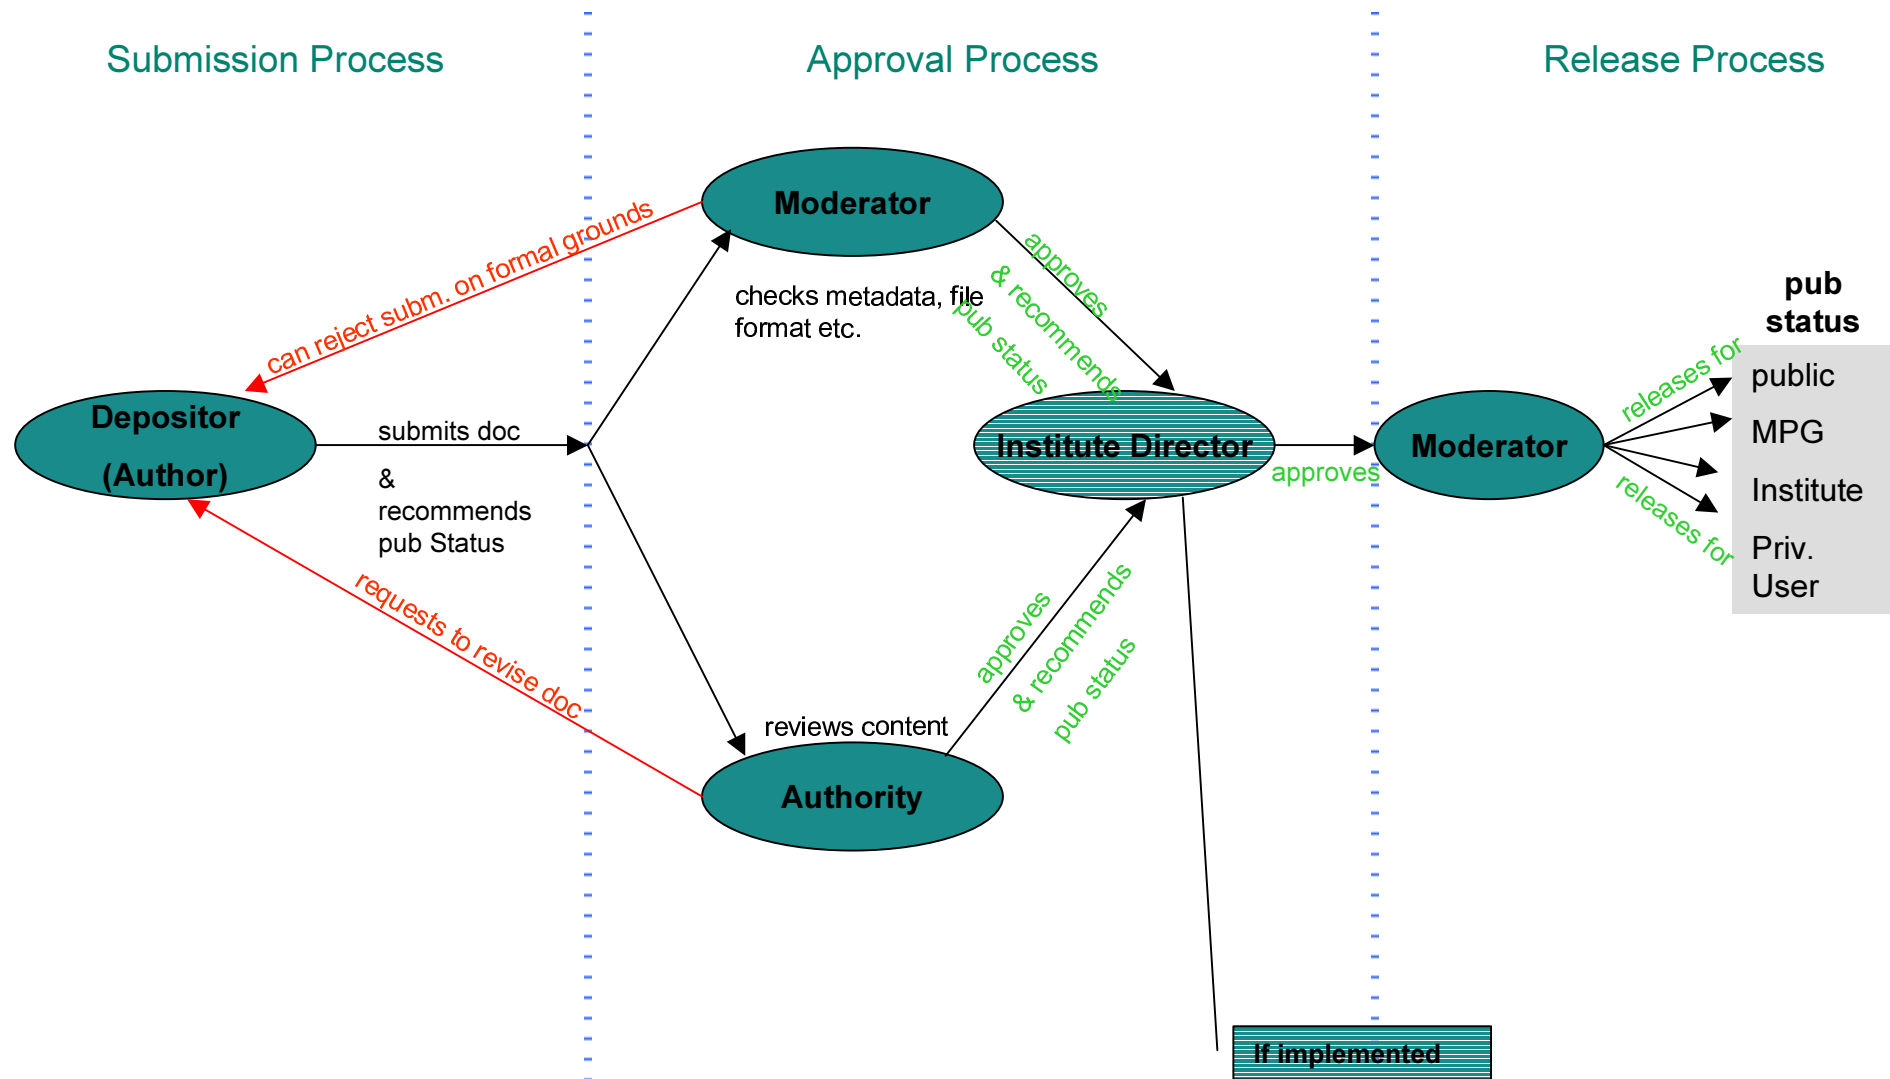 Submission Process
Approval Process
Release Process
Moderator
can reject subm. on formal grounds
checks metadata, file
format etc.
approves
& recommends
pub status
pub
status
Depositor
(Author)
submits doc
&
recommends
pub Status
Institute Director
approves
Moderator
releases for
releases for
public
MPG
Institute
Priv.
User
requests to revise doc
reviews content
Authority
approves
& recommends
pub status
If implemented